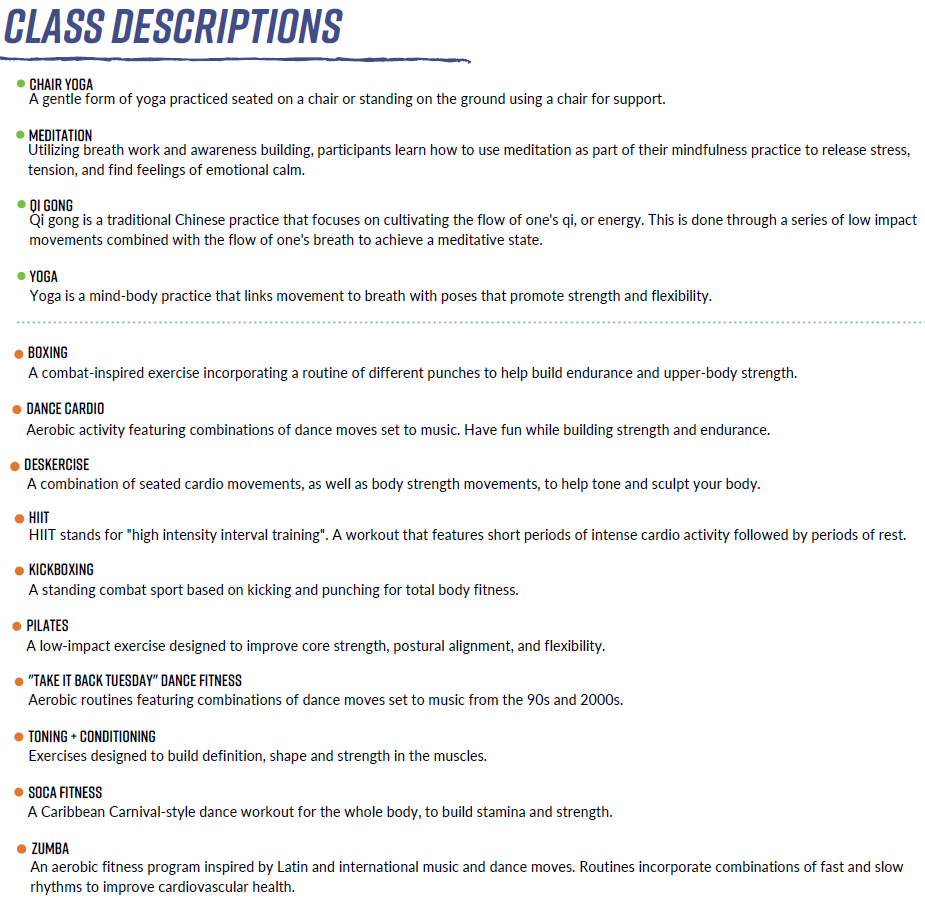 CLASS DESCRIPTIONS
CHAIR YOGA
A gentle form of yoga practiced seated on a chair or standing on the ground using a chair for support.
MEDITATION
Utilizing breath work and awareness building, participants learn how to use meditation as part of their mindfulness practice to release stress,
tension, and find feelings of emotional calm.
QI GONG
Qi gong is a traditional Chinese practice that focuses on cultivating the flow of one's qi, or energy. This is done through a series of low impact
movements combined with the flow of one's breath to achieve a meditative state.
YOGA
Yoga is a mind-body practice that links movement to breath with poses that promote strength and flexibility.
BOXING
A combat-inspired exercise incorporating a routine of different punches to help build endurance and upper-body strength.
DANCE CARDIO
Aerobic activity featuring combinations of dance moves set to music. Have fun while building strength and endurance.
DESKERCISE
A combination of seated cardio movements, as well as body strength movements, to help tone and sculpt your body.
HIIT
HIIT stands for "high intensity interval training". A workout that features short periods of intense cardio activity followed by periods of rest.
KICKBOXING
A standing combat sport based on kicking and punching for total body fitness.
PILATES
A low-impact exercise designed to improve core strength, postural alignment, and flexibility.
"TAKE IT BACK TUESDAY" DANCE FITNESS
Aerobic routines featuring combinations of dance moves set to music from the 90s and 2000s.
TONING + CONDITIONING
Exercises designed to build definition, shape and strength in the muscles.
SOCA FITNESS
A Caribbean Carnival-style dance workout for the whole body, to build stamina and strength.
ZUMBA
An aerobic fitness program inspired by Latin and international music and dance moves. Routines incorporate combinations of fast and slow
rhythms to improve cardiovascular health.